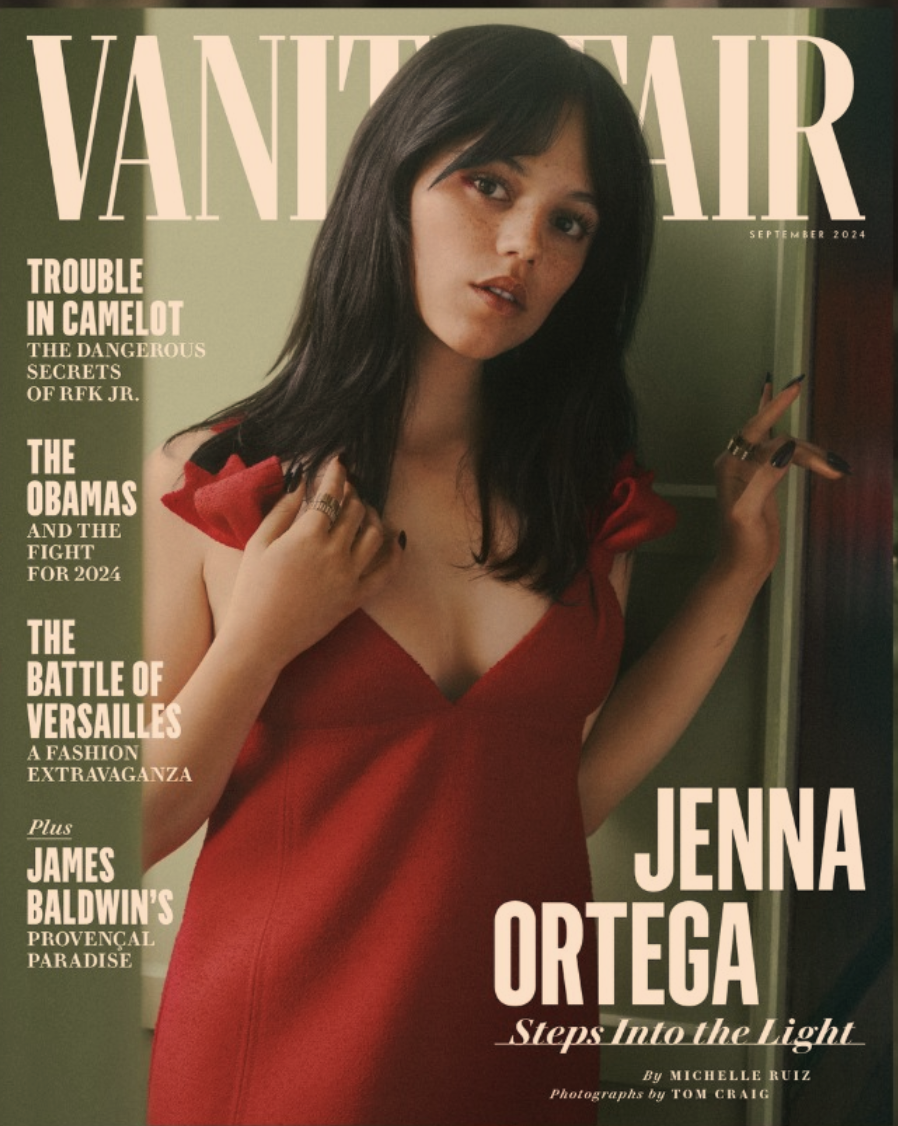 VANITY FAIR
SEPTEMBER 2024
TROUBLE
IN CAMELOT
THE DANGEROUS
SECRETS
OF RFK JR.
THE
OBAMAS
AND THE
FIGHT
FOR 2024
THE
BATTLE OF
VERSAILLES
A FASHION
EXTRAVAGANZA
Plus
JAMES
BALDWIN'S
PROVENÇAL
PARADISE
JENNA
ORTEGA
Steps Into the Light
By MICHELLE RUIZ
Photographs by TOM CRAIG